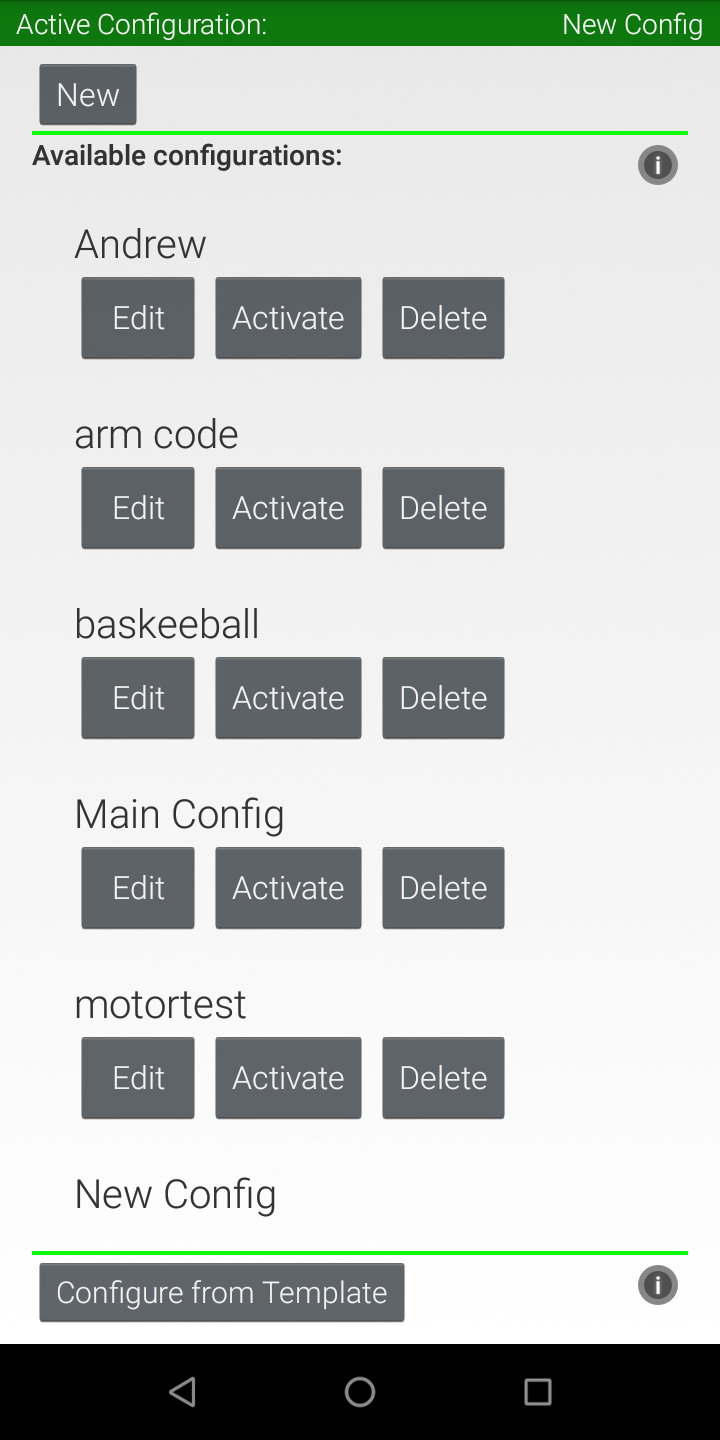 Active Configuration: New Config
New
Available configurations:
Andrew
Edit Activate Delete
arm code
Edit Activate Delete
baskeeball
Edit Activate Delete
Main Config
Edit Activate Delete
motortest
Edit Activate Delete
New Config
Configure from Template